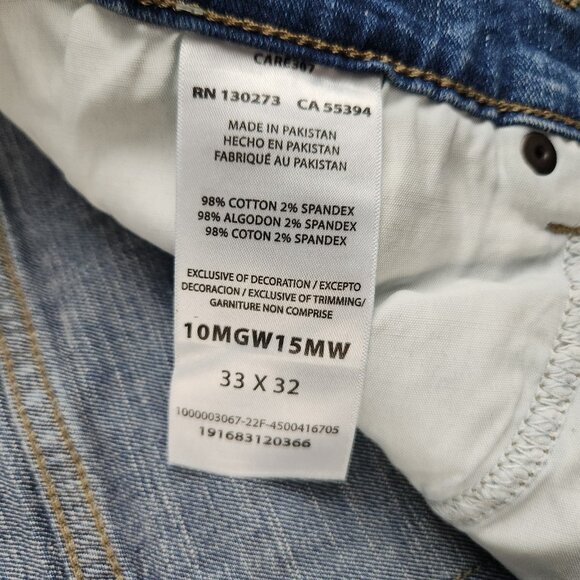 RN 130273 CA 55394
MADE IN PAKISTAN
HECHO EN PAKISTAN
FABRIQUÉ AU PAKISTAN
98% COTTON 2% SPANDEX
98% ALGODON 2% SPANDEX
98% COTON 2% SPANDEX
EXCLUSIVE OF DECORATION / EXCEPTO
DECORACION / EXCLUSIVE OF TRIMMING/
GARNITURE NON COMPRISE
10MGW15MW
33 X 32
1000003067-22F-4500416705
191683120366